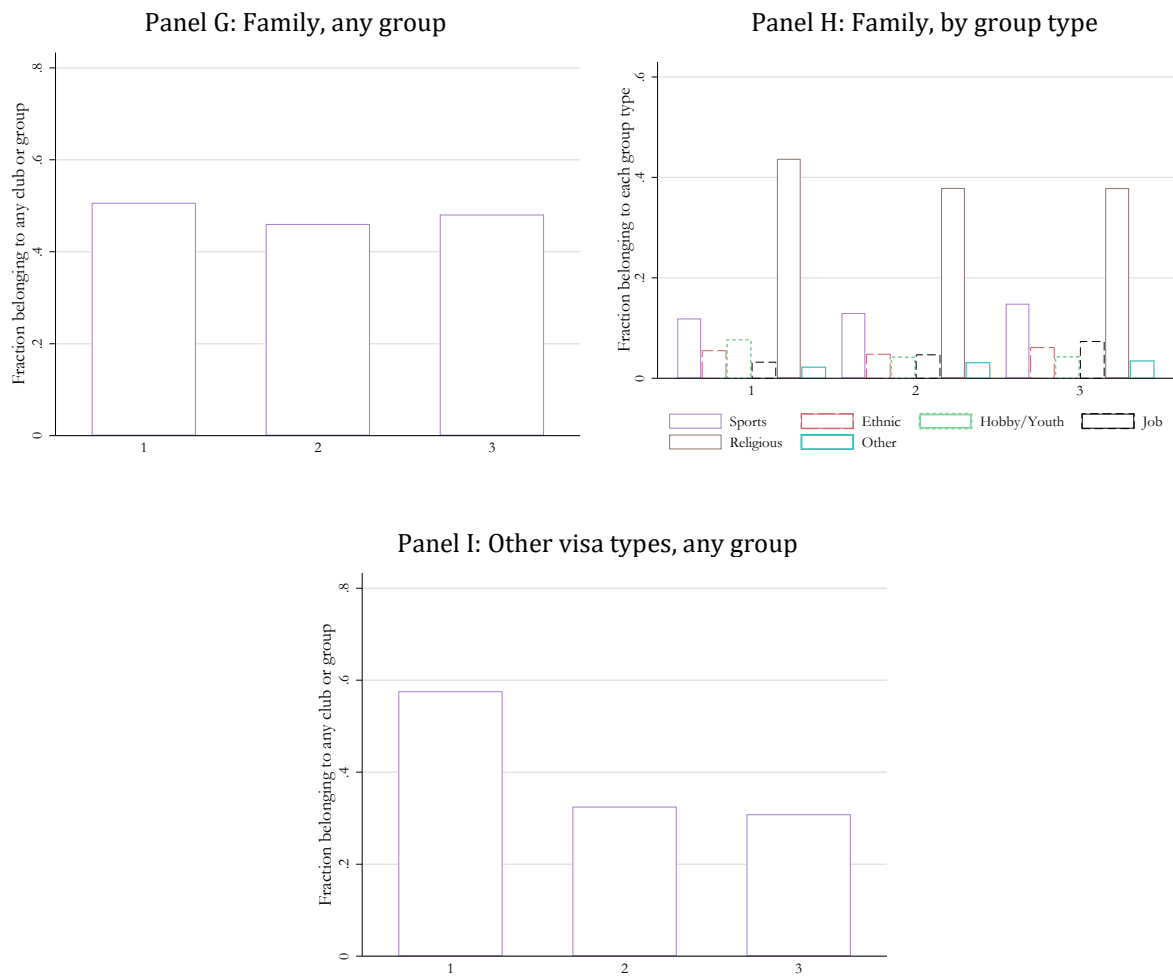 Panel G: Family, any group
Fraction belonging to any club or group
.8
.6
.4
.2
0
1 2 3
Panel H: Family, by group type
Fraction belonging to each group type
.6
.4
.2
0
1 2 3
Sports Ethnic Hobby/Youth Job
Religious Other
Panel I: Other visa types, any group
Fraction belonging to any club or group
.8
.6
.4
.2
0
1 2 3